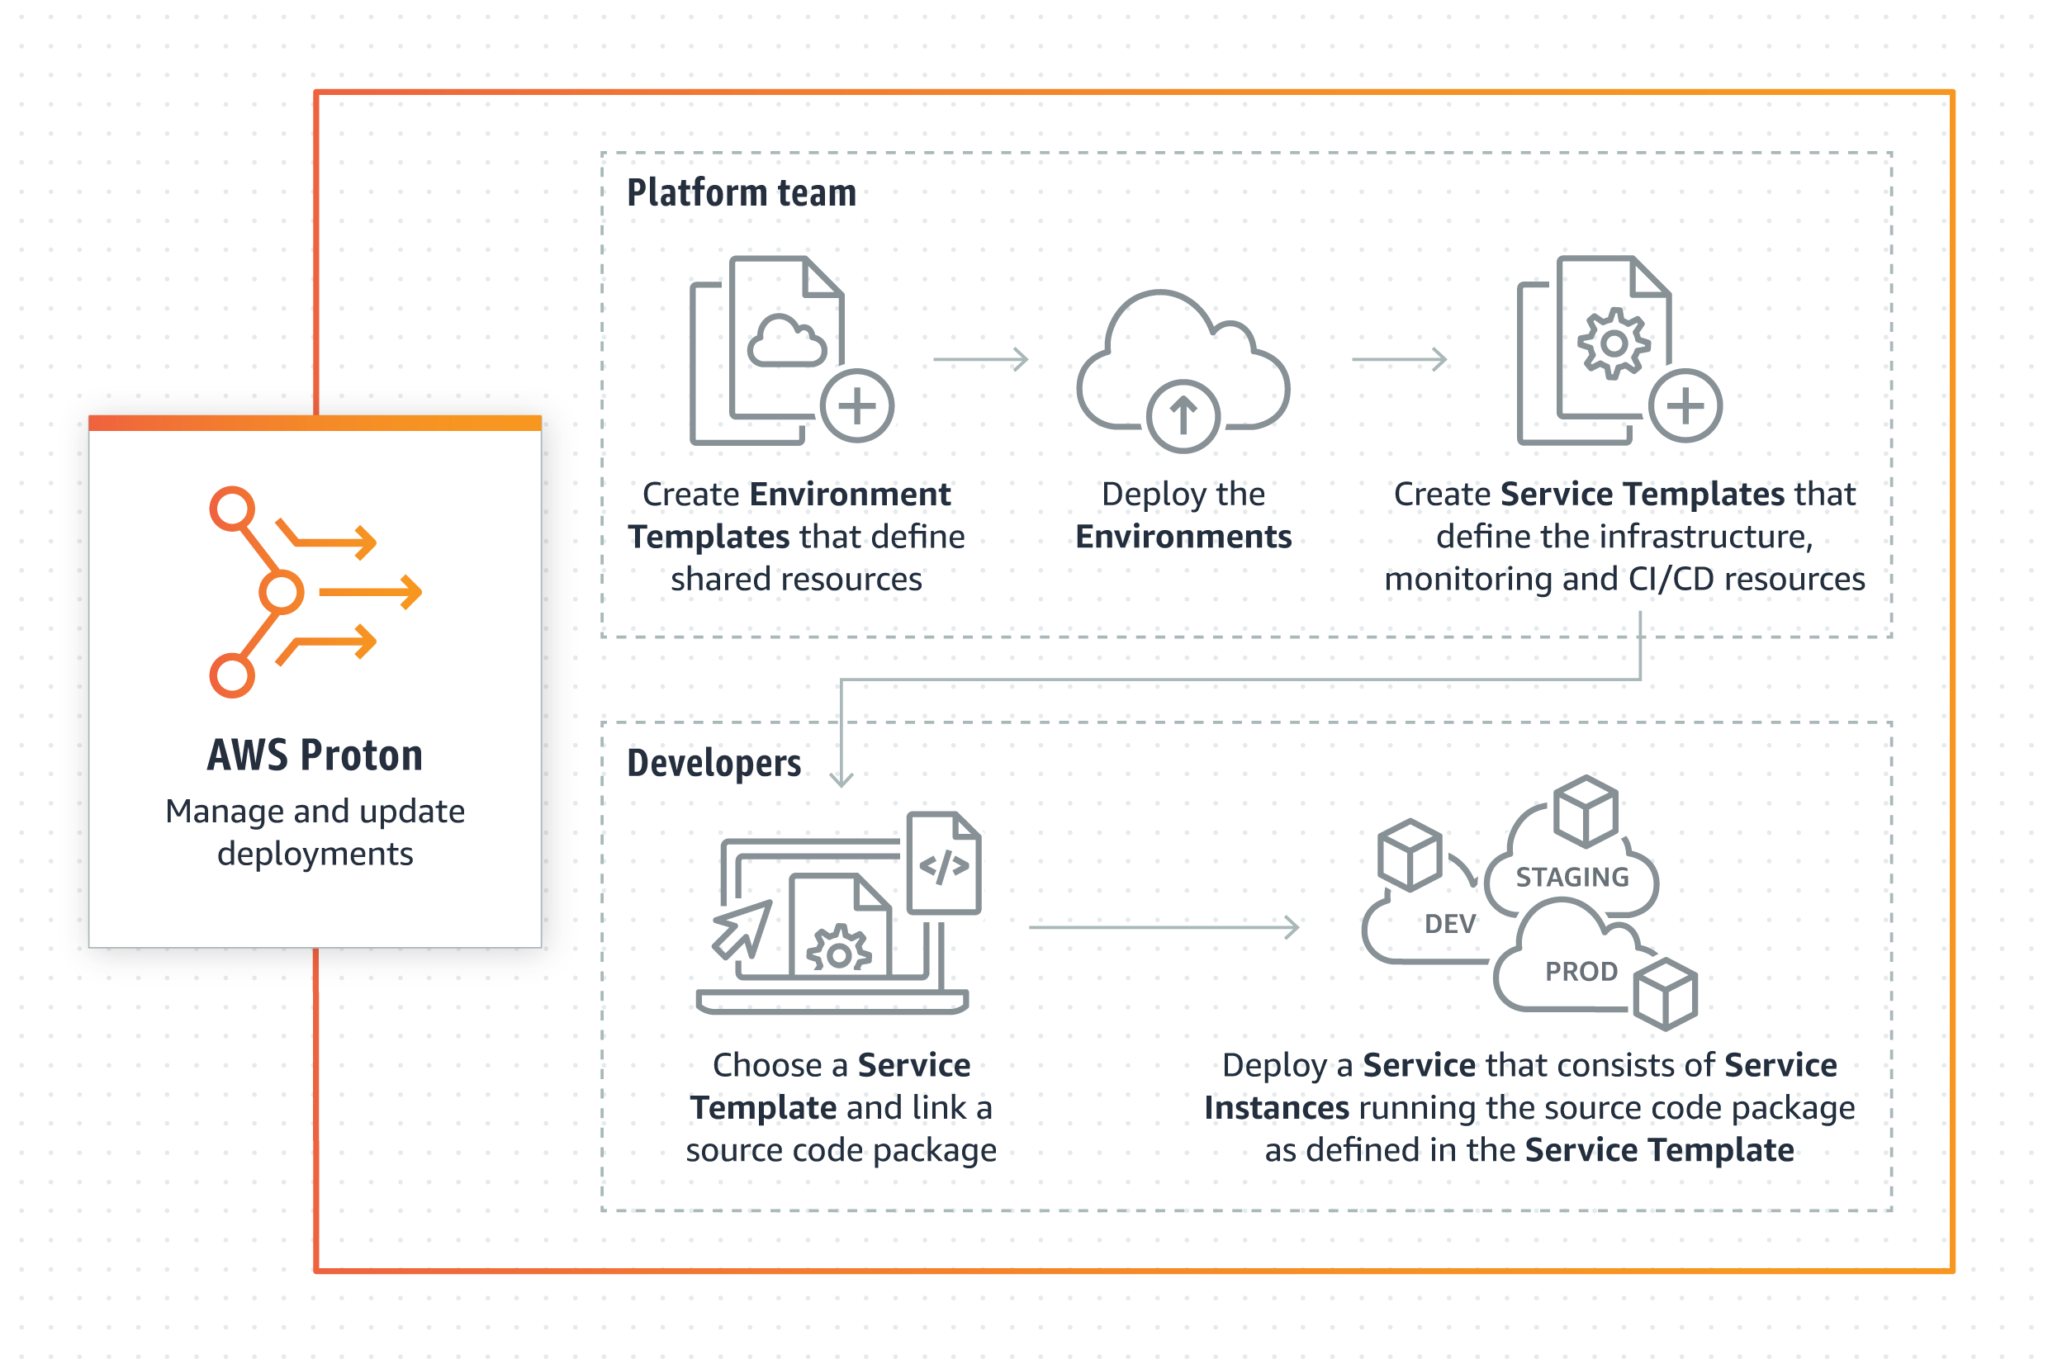 Platform team
Create Environment
Templates that define
shared resources
Deploy the
Environments
Create Service Templates that
define the infrastructure,
monitoring and CI/CD resources
AWS Proton
Manage and update
deployments
Developers
</>
STAGING
DEV
PROD
Choose a Service
Template and link a
source code package
Deploy a Service that consists of Service
Instances running the source code package
as defined in the Service Template